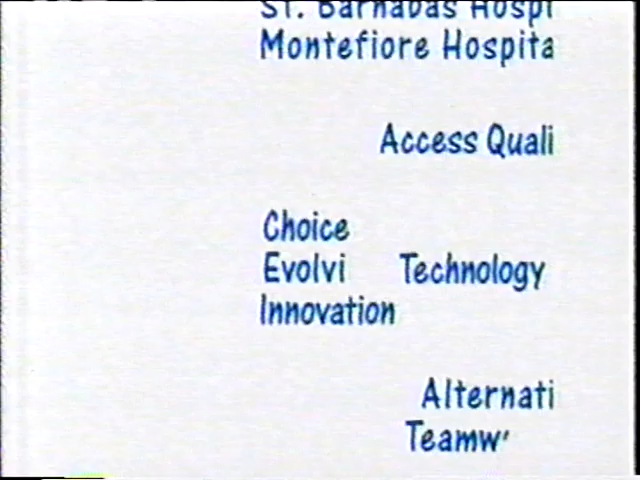 St. Barnabas Hospi
Montefiore Hospita
Access Quali
Choice
Evolvi Technology
Innovation
Alternati
Teamw